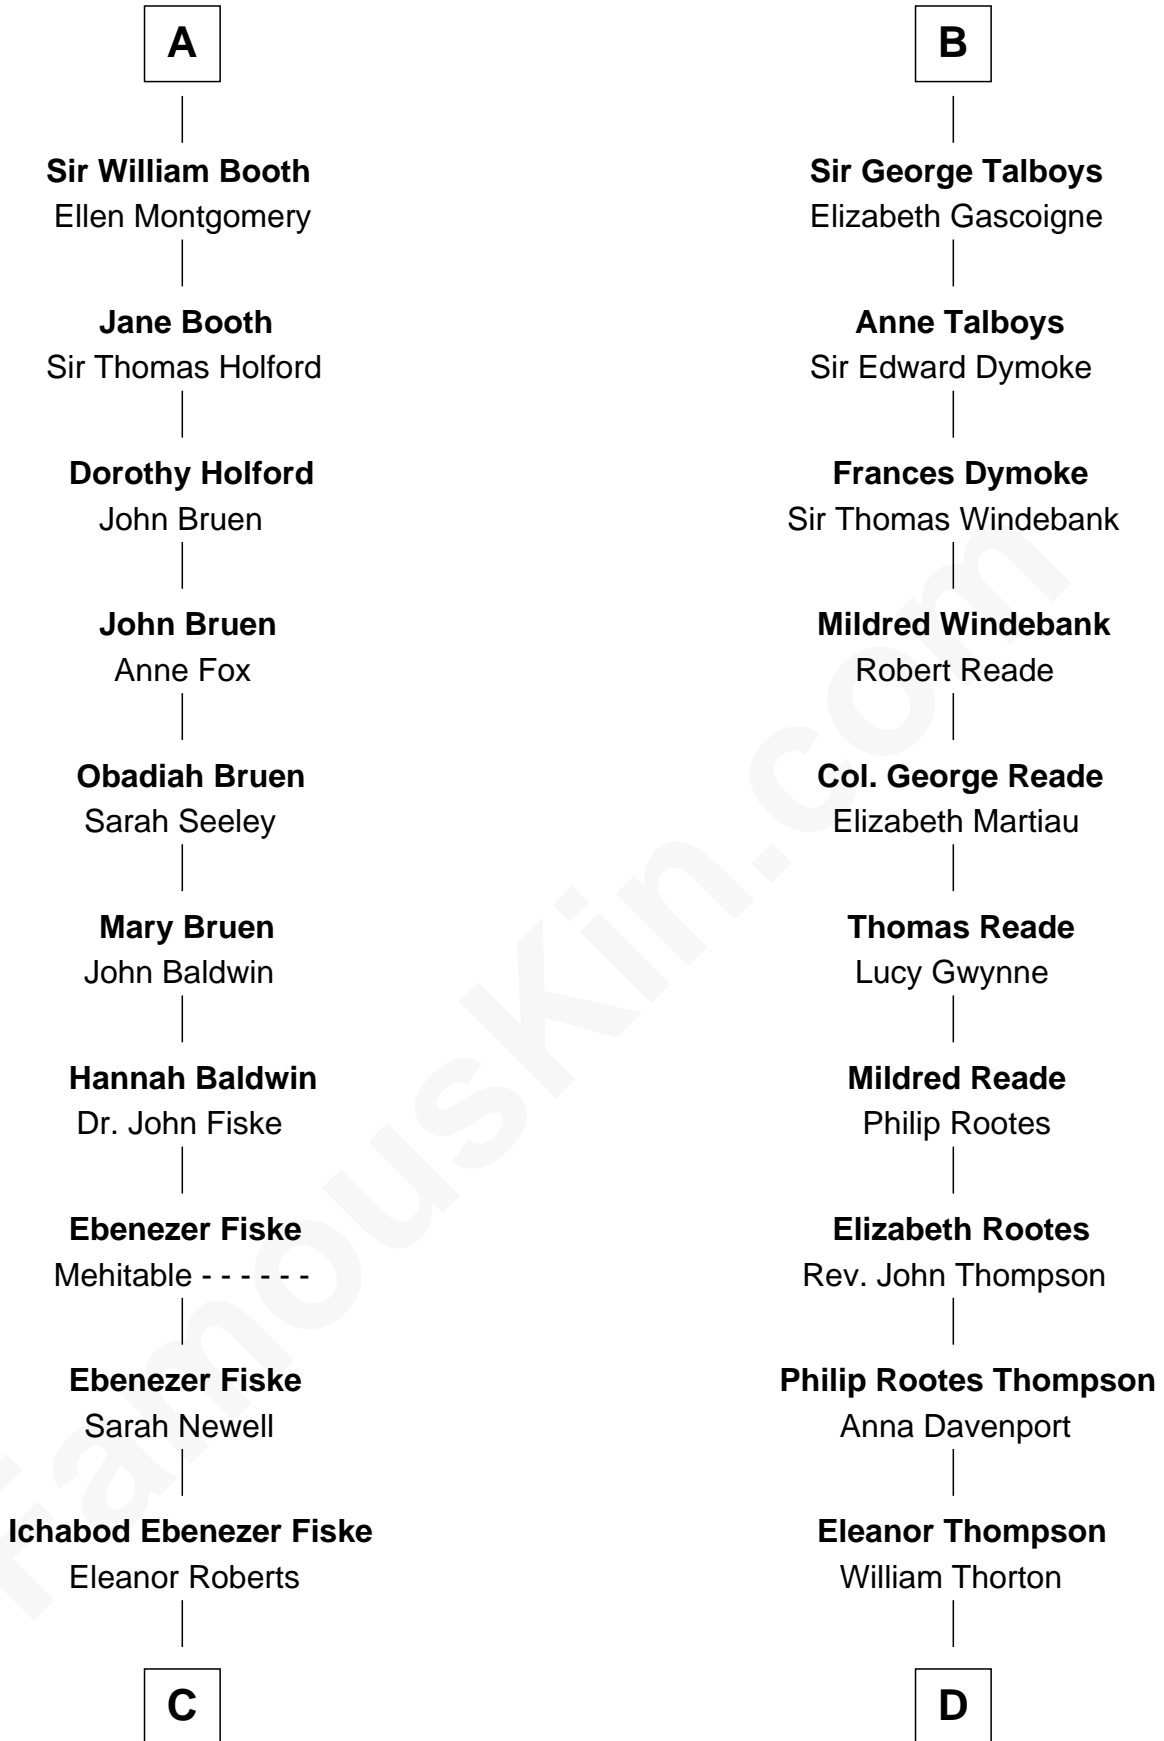 A
Sir William Booth
Ellen Montgomery
Jane Booth
Sir Thomas Holford
Dorothy Holford
John Bruen
John Bruen
Anne Fox
Obadiah Bruen
Sarah Seeley
Mary Bruen
John Baldwin
Hannah Baldwin
Dr. John Fiske
Ebenezer Fiske
Mehitable - - - - - -
Ebenezer Fiske
Sarah Newell
Ichabod Ebenezer Fiske
Eleanor Roberts
C
B
Sir George Talboys
Elizabeth Gascoigne
Anne Talboys
Sir Edward Dymoke
Frances Dymoke
Sir Thomas Windebank
Mildred Windebank
Robert Reade
Col. George Reade
Elizabeth Martiau
Thomas Reade
Lucy Gwynne
Mildred Reade
Philip Rootes
Elizabeth Rootes
Rev. John Thompson
Philip Rootes Thompson
Anna Davenport
Eleanor Thompson
William Thorton
D
FamousKin.com